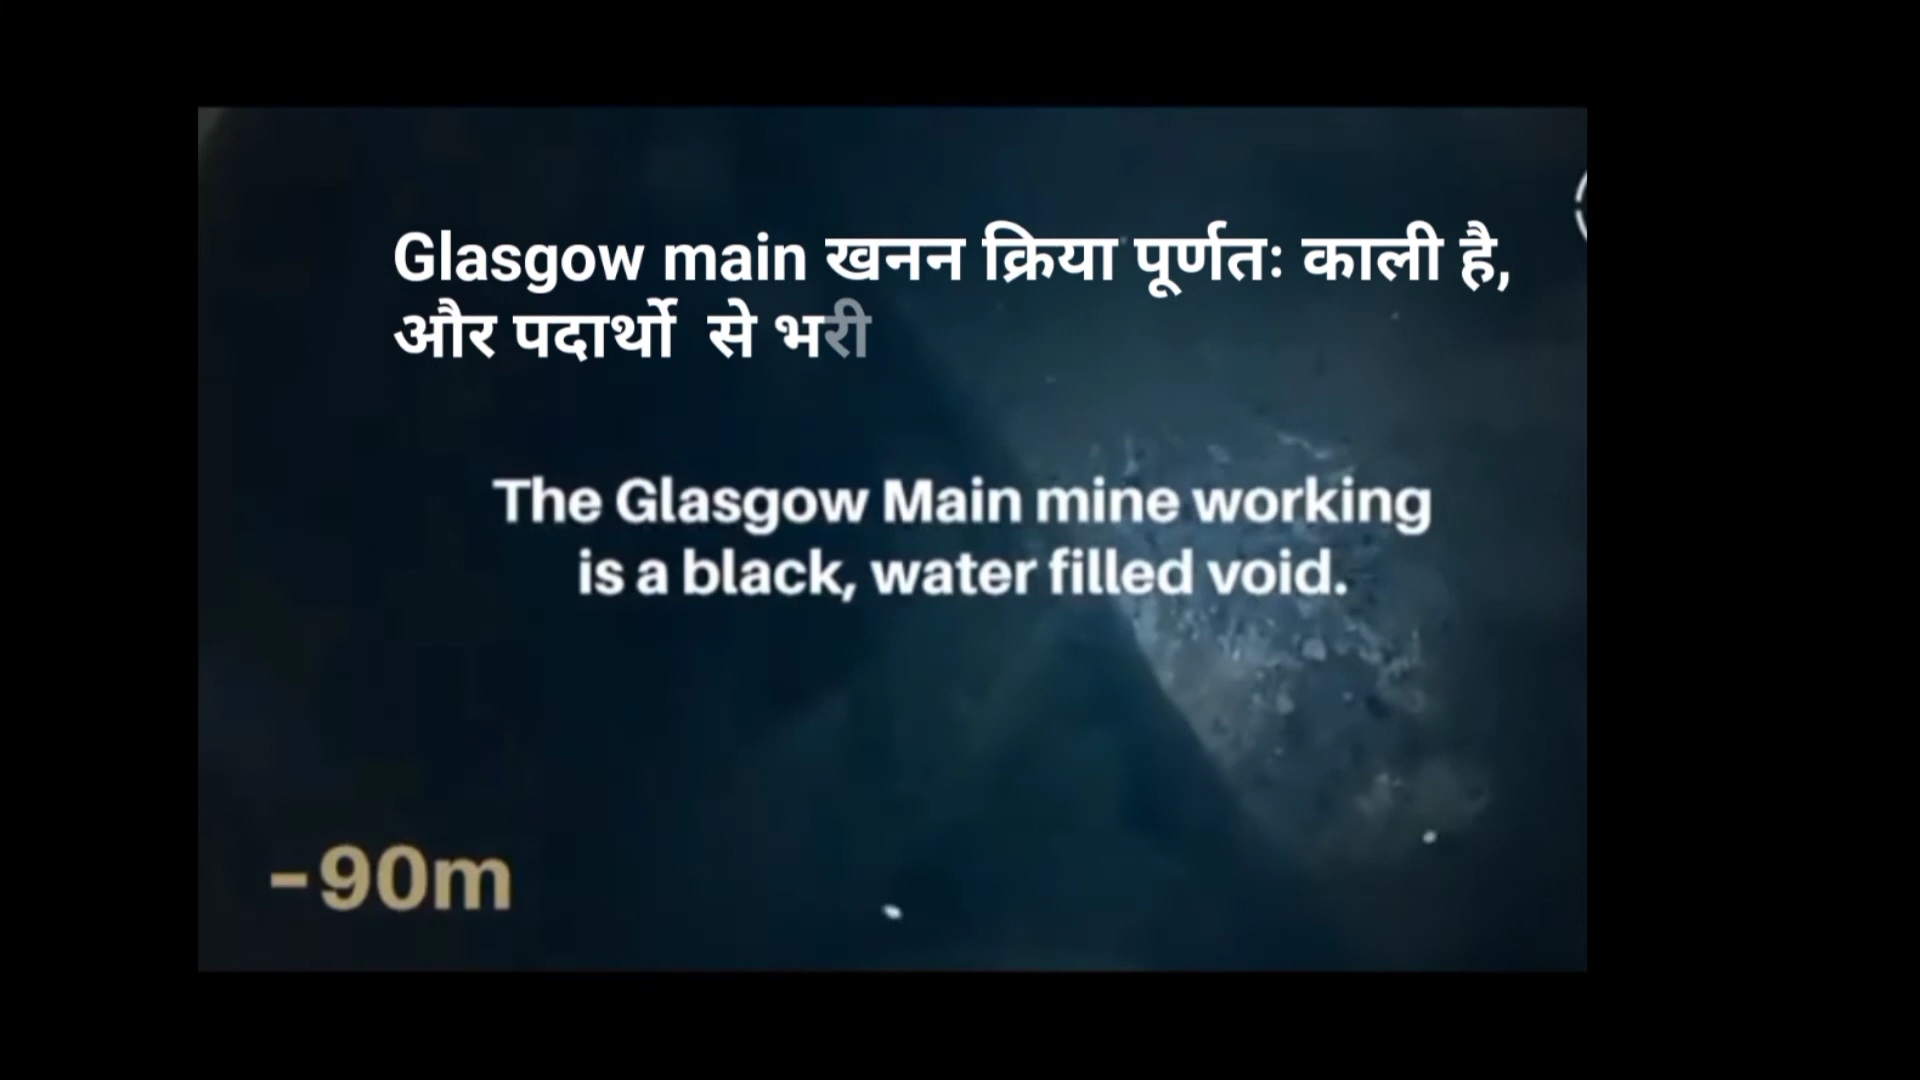 Glasgow main खनन क्रिया पूर्णतः काली है,
और पदार्थो से भरी
The Glasgow Main mine working
is a black, water filled void.
-90m